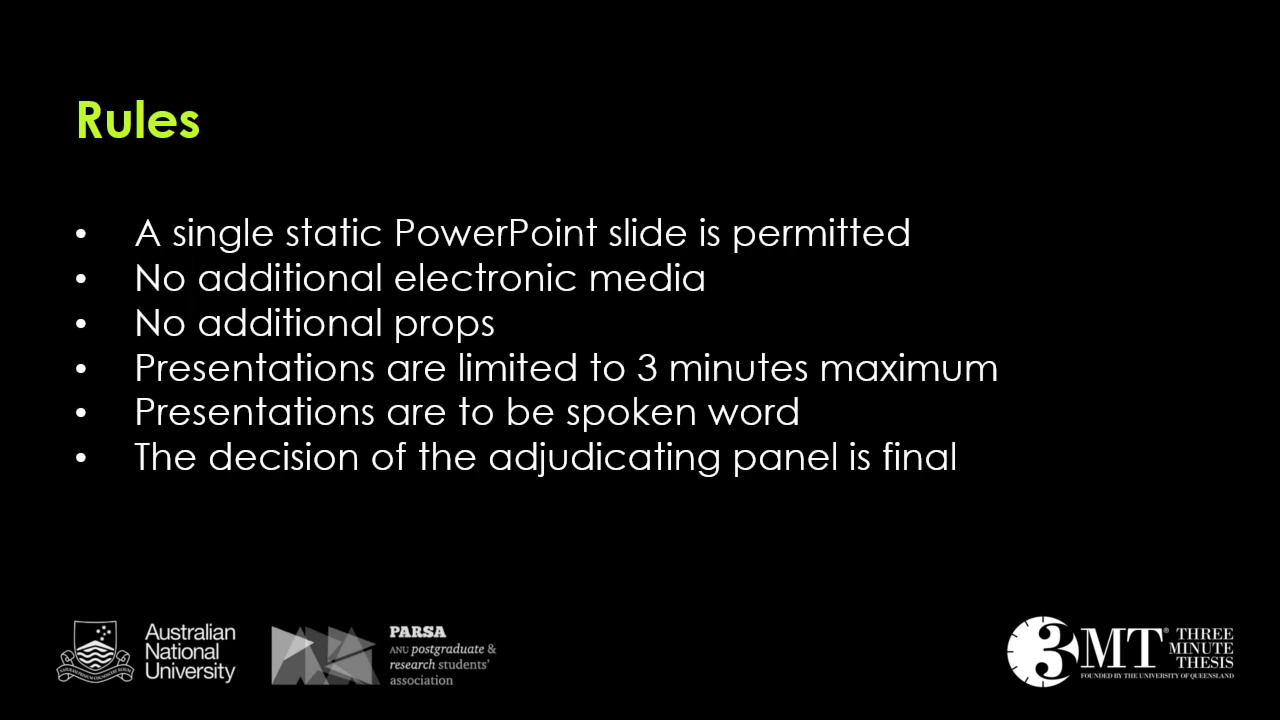 Rules
• A single static PowerPoint slide is permitted
• No additional electronic media
• No additional props
• Presentations are limited to 3 minutes maximum
• Presentations are to be spoken word
• The decision of the adjudicating panel is final
Australian
National
University
PARSA
ANU postgraduate &
research students'
association
3MT® THREE
MINUTE
THESIS
FOUNDED BY THE UNIVERSITY OF QUEENSLAND